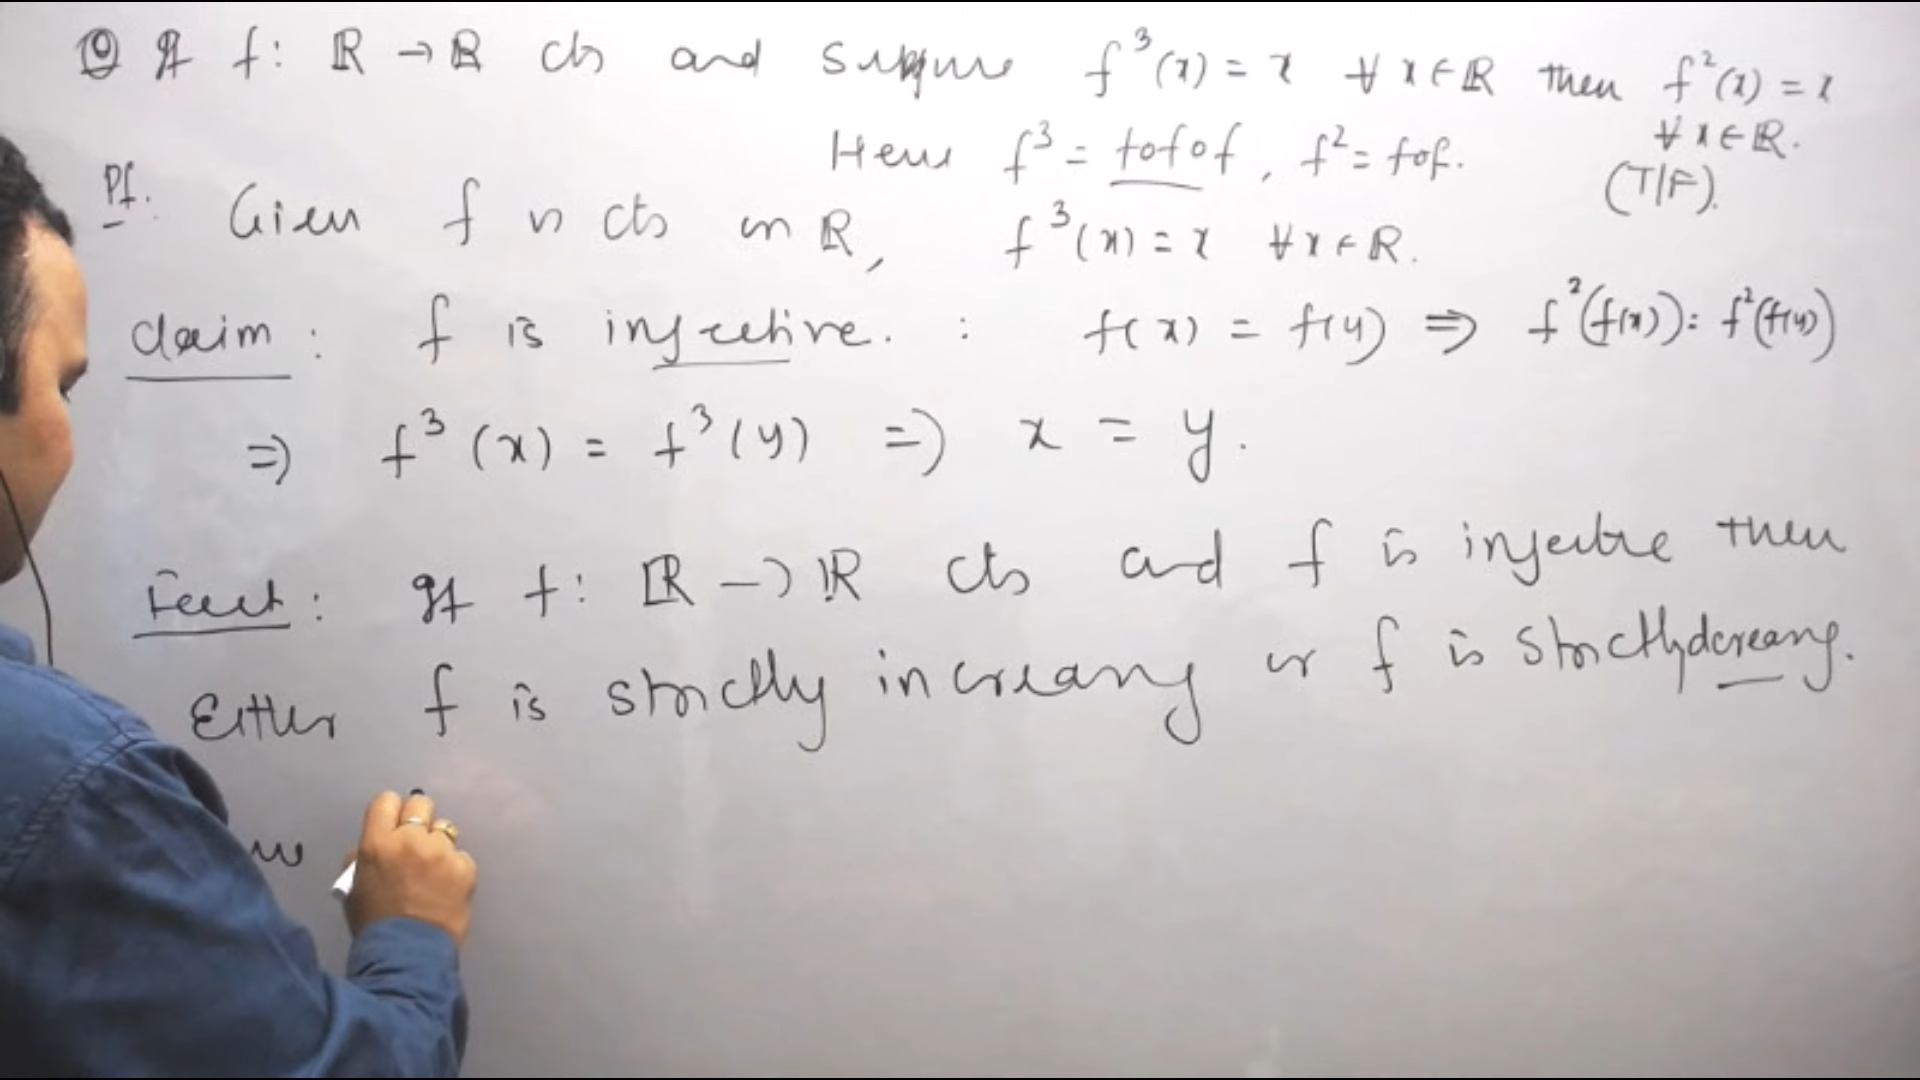 Q If f: ℝ → ℝ cts and suppose f³(x) = x ∀ x ∈ ℝ then f²(x) = x
∀ x ∈ ℝ.
Here f³ = fofof, f² = fof.
(T/F).
Pf. Given f is cts on ℝ, f³(x) = x ∀ x ∈ ℝ.
Claim: f is injective. : f(x) = f(y) ⇒ f²(f(x)) = f²(f(y))
⇒ f³(x) = f³(y) ⇒ x = y.
Fact: If f: ℝ → ℝ cts and f is injective then
Either f is strictly increasing or f is strictly decreasing.